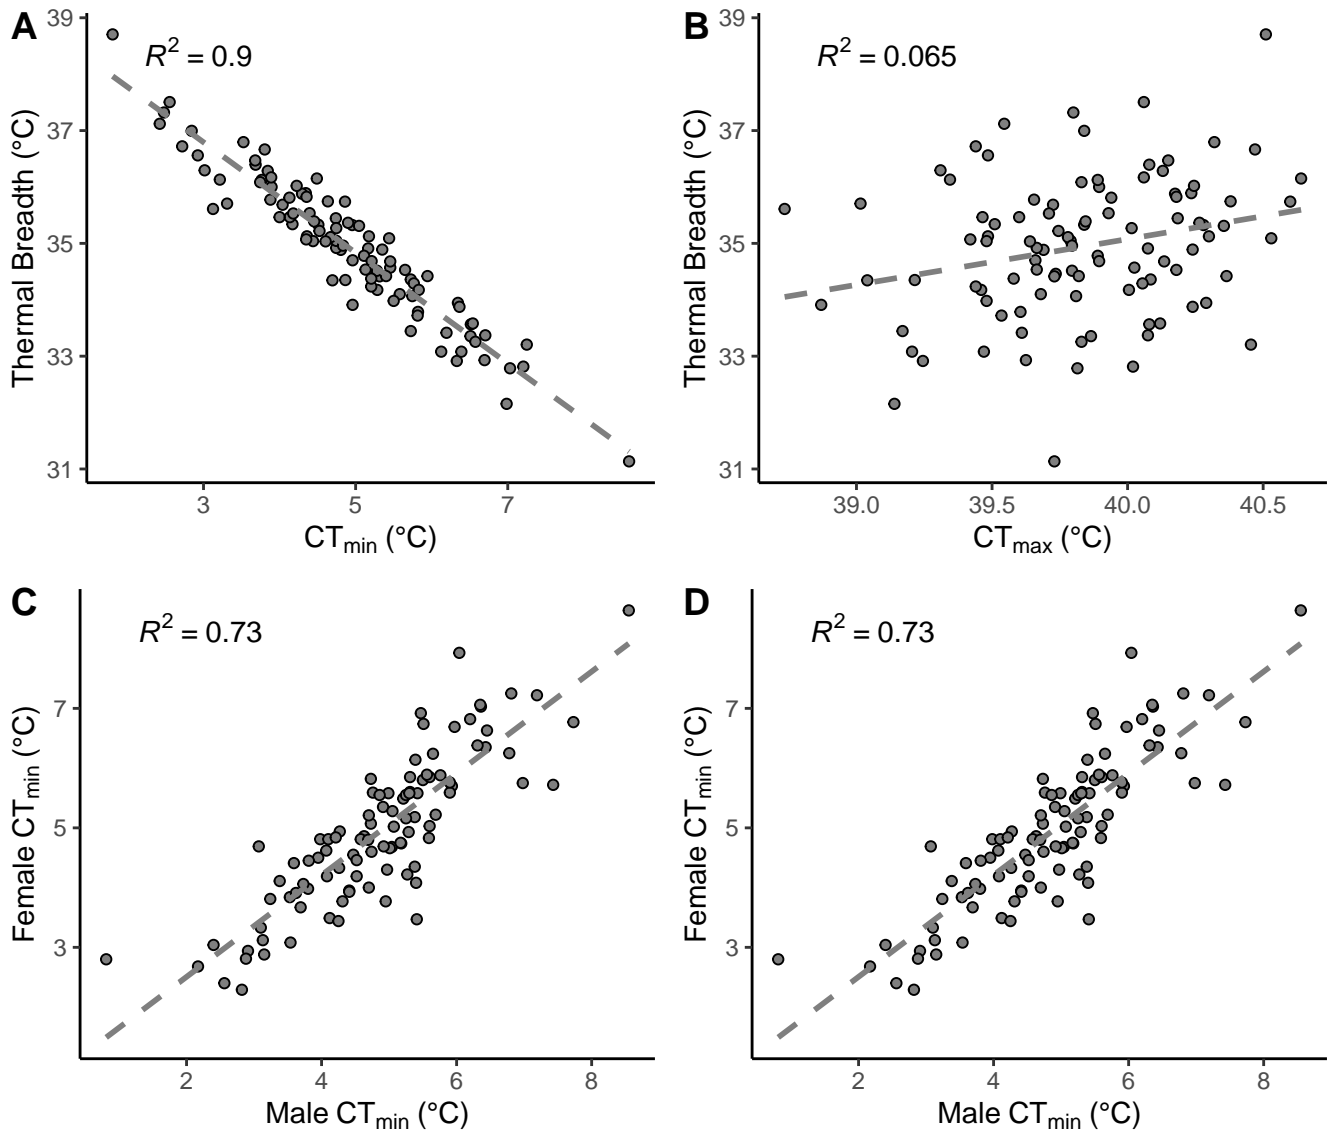 A
R² = 0.9
Thermal Breadth (°C)
39
37
35
33
31
3 5 7
CTmin (°C)
B
R² = 0.065
Thermal Breadth (°C)
39
37
35
33
31
39.0 39.5 40.0 40.5
CTmax (°C)
C
R² = 0.73
Female CTmin (°C)
7
5
3
2 4 6 8
Male CTmin (°C)
D
R² = 0.73
Female CTmin (°C)
7
5
3
2 4 6 8
Male CTmin (°C)